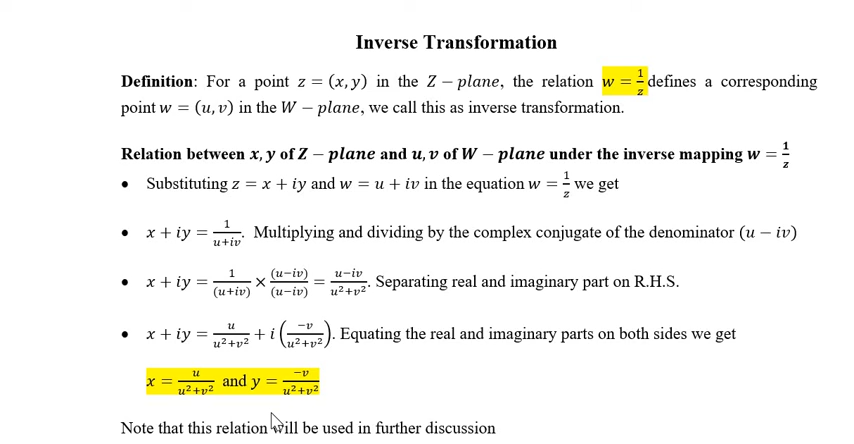 Inverse Transformation
Definition: For a point z = (x, y) in the Z − plane, the relation w = 1/z defines a corresponding
point w = (u, v) in the W − plane, we call this as inverse transformation.
Relation between x, y of Z − plane and u, v of W − plane under the inverse mapping w = 1/z
• Substituting z = x + iy and w = u + iv in the equation w = 1/z we get
• x + iy = 1/(u+iv). Multiplying and dividing by the complex conjugate of the denominator (u − iv)
• x + iy = 1/(u+iv) × (u−iv)/(u−iv) = (u−iv)/(u²+v²). Separating real and imaginary part on R.H.S.
• x + iy = u/(u²+v²) + i(−v/(u²+v²)). Equating the real and imaginary parts on both sides we get
x = u/(u²+v²) and y = −v/(u²+v²)
Note that this relation will be used in further discussion